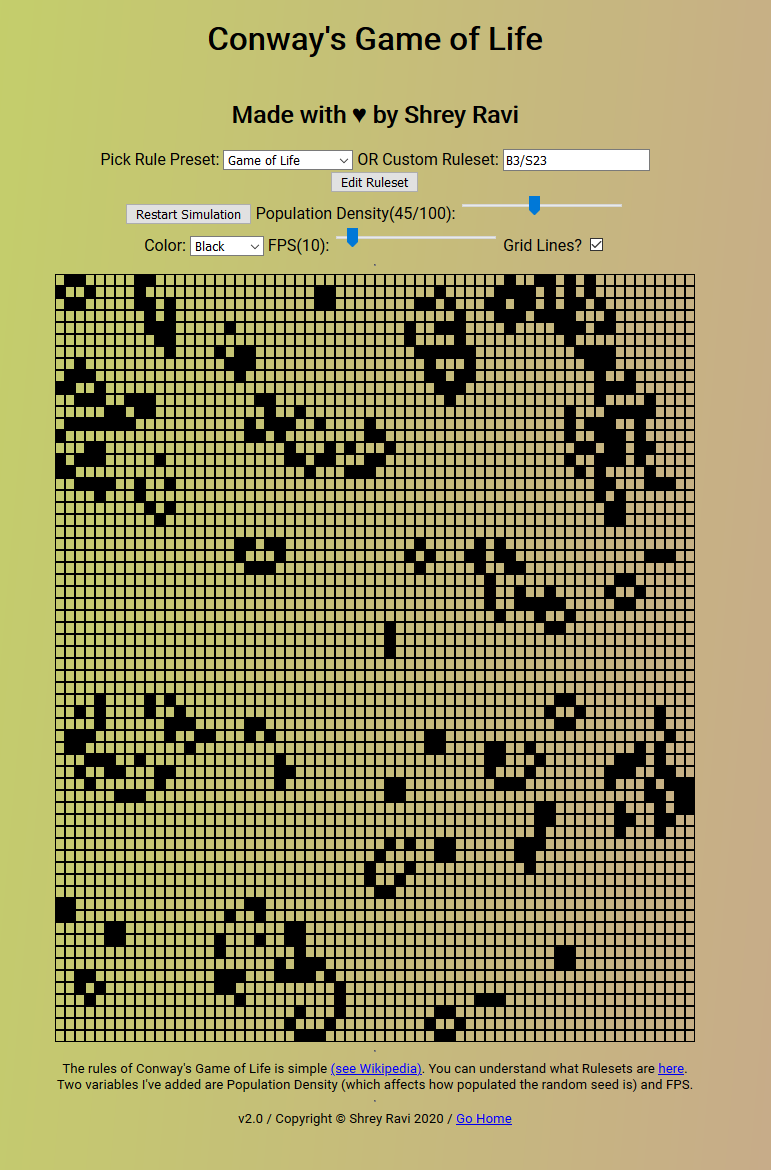 Conway's Game of Life
Made with ♥ by Shrey Ravi
Pick Rule Preset: Game of Life OR Custom Ruleset: B3/S23
Edit Ruleset
Restart Simulation Population Density(45/100):
Color: Black FPS(10): Grid Lines?
.
.
The rules of Conway's Game of Life is simple (see Wikipedia). You can understand what Rulesets are here.
Two variables I've added are Population Density (which affects how populated the random seed is) and FPS.
.
v2.0 / Copyright © Shrey Ravi 2020 / Go Home